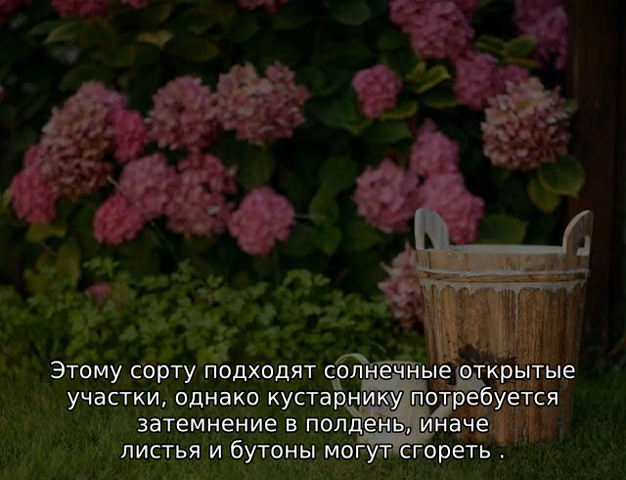 Этому сорту подходят солнечные открытые
участки, однако кустарнику потребуется
затемнение в полдень, иначе
листья и бутоны могут сгореть .